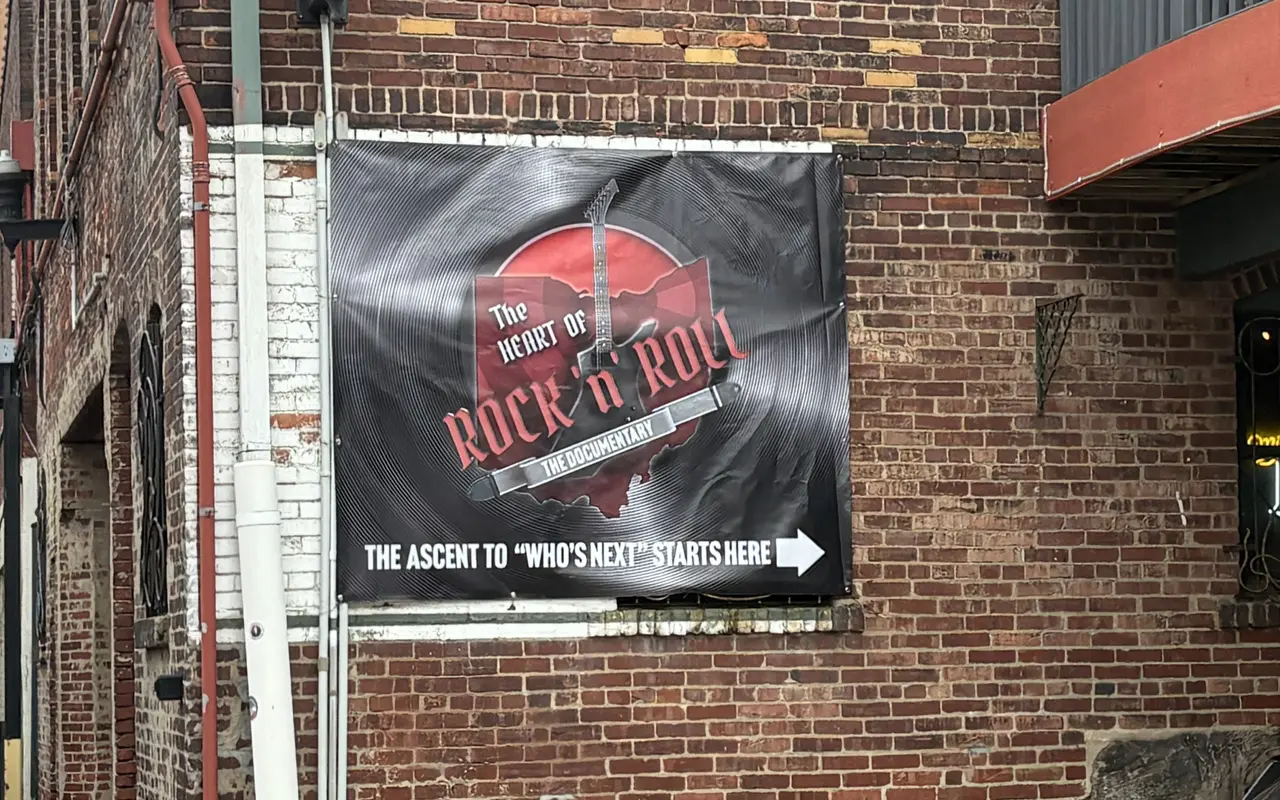 The
HEART OF
ROCK 'n' ROLL
THE DOCUMENTARY
THE ASCENT TO “WHO'S NEXT” STARTS HERE